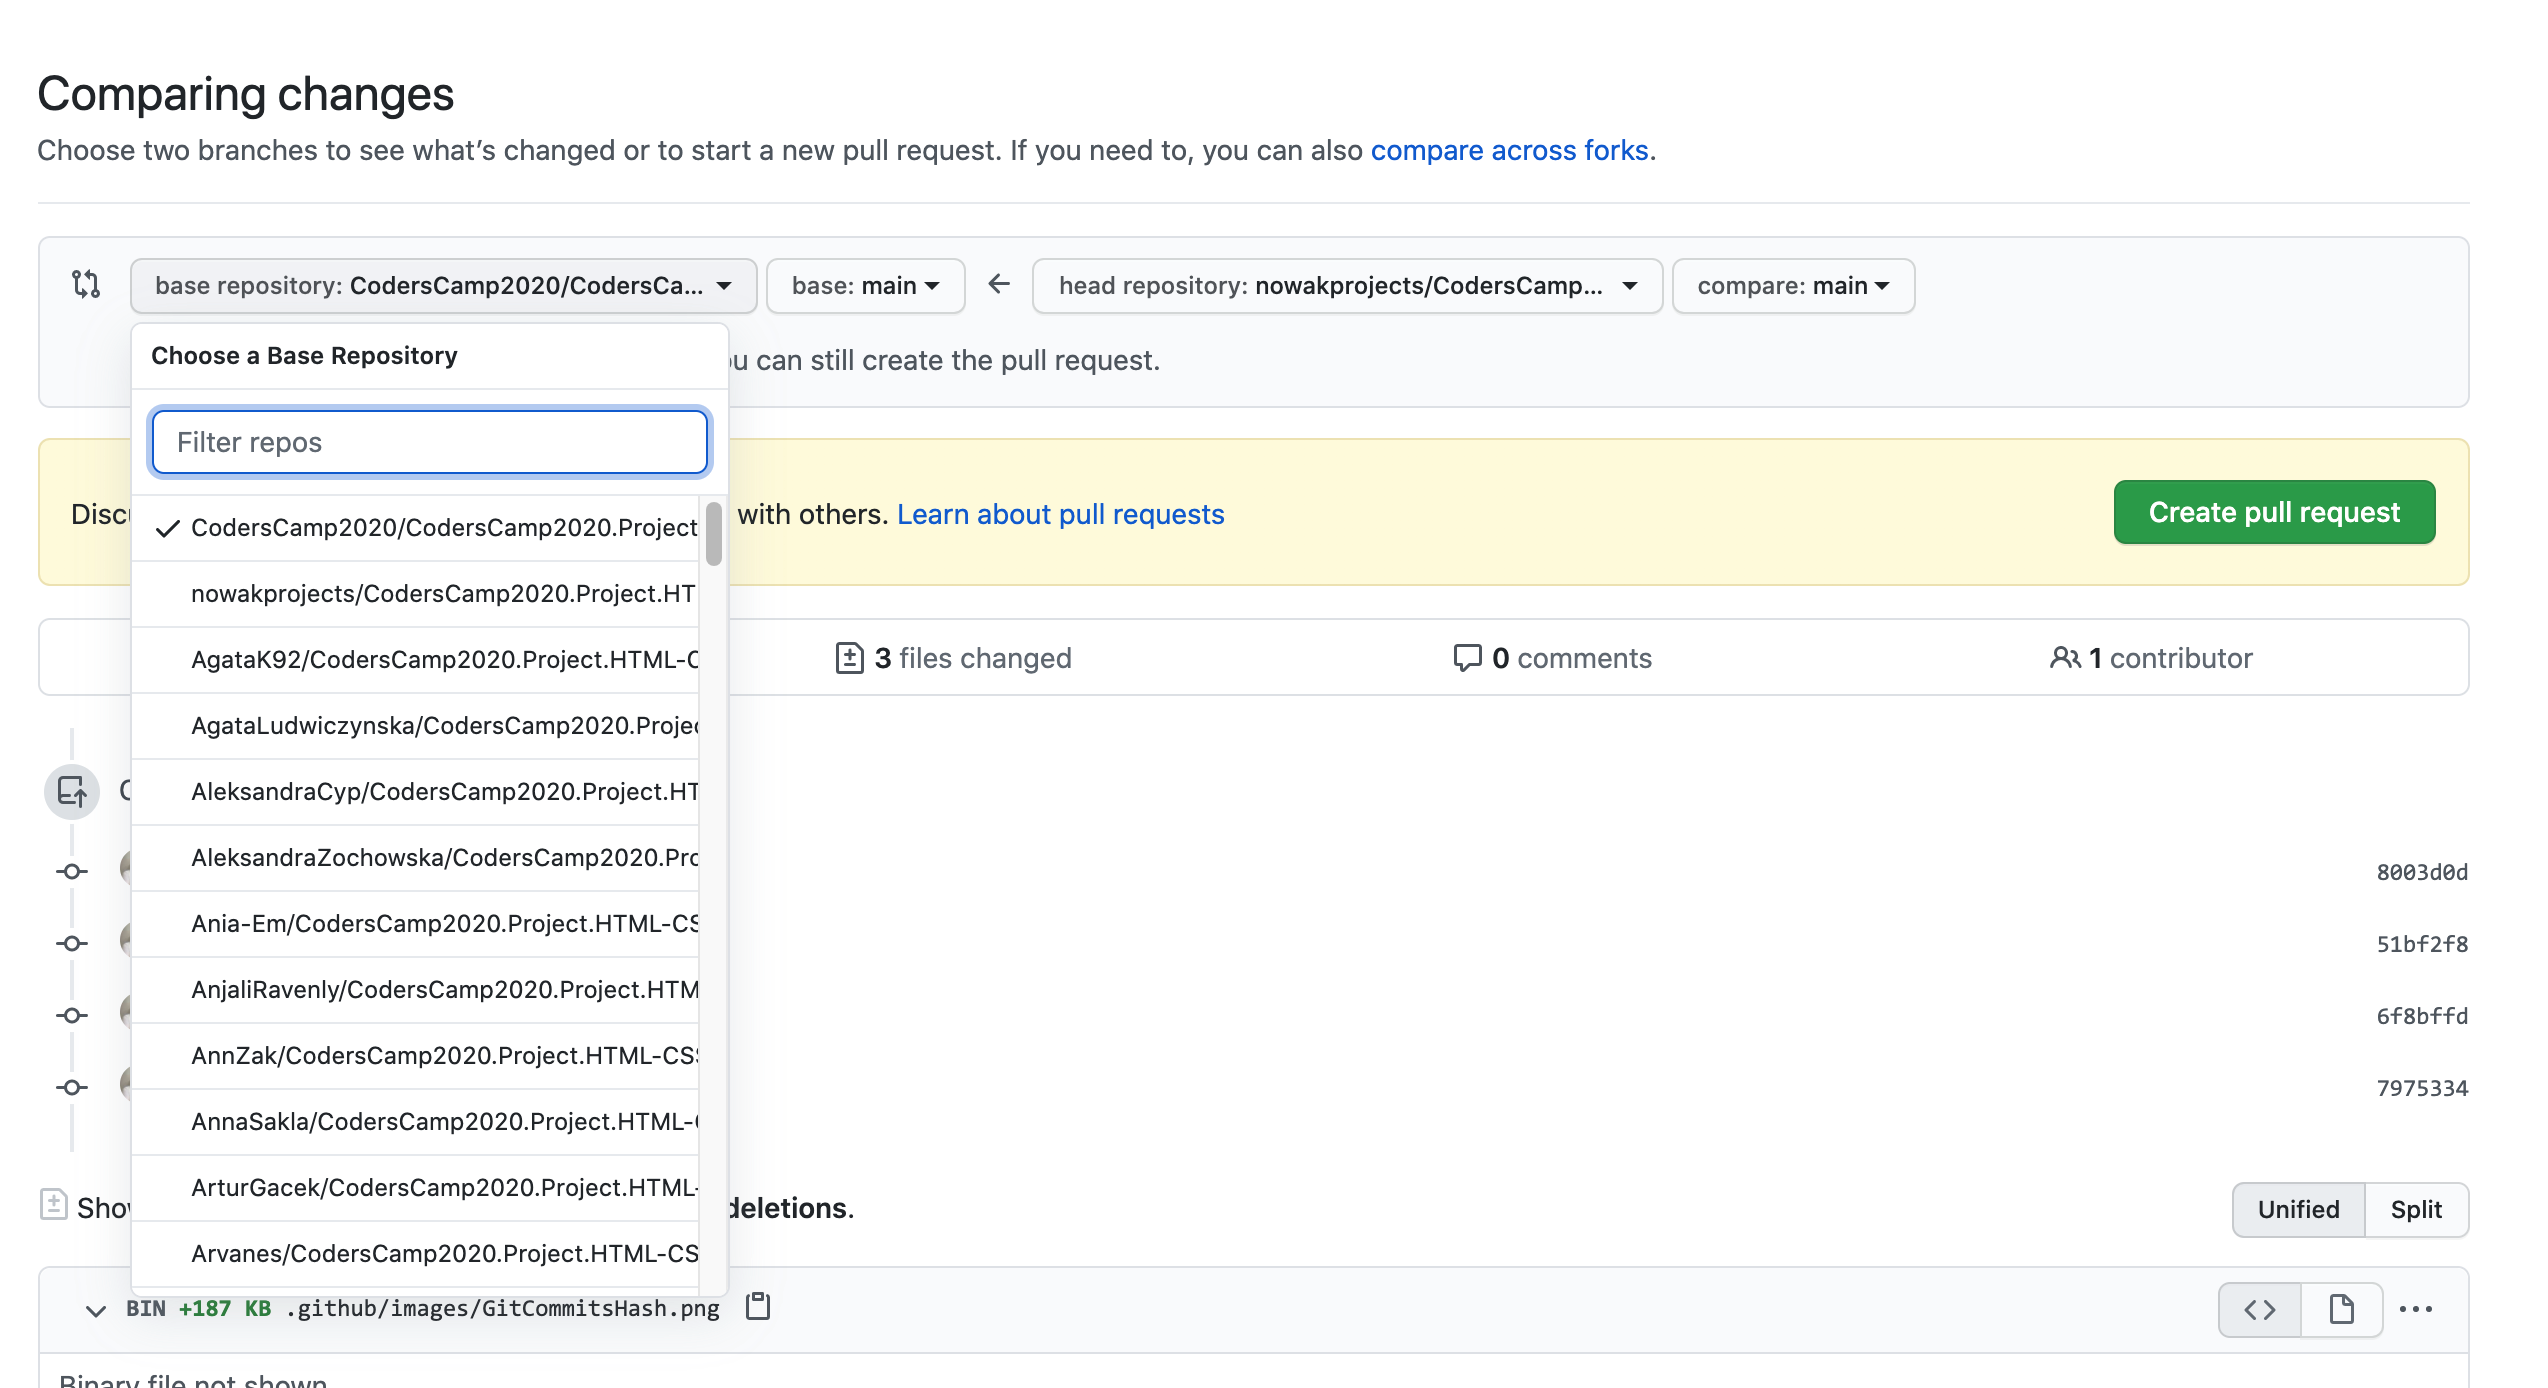 Comparing changes
Choose two branches to see what’s changed or to start a new pull request. If you need to, you can also compare across forks.
base repository: CodersCamp2020/CodersCa... base: main head repository: nowakprojects/CodersCamp... compare: main
Choose a Base Repository
can still create the pull request.
Filter repos
with others. Learn about pull requests
Create pull request
CodersCamp2020/CodersCamp2020.Project
nowakprojects/CodersCamp2020.Project.HT
3 files changed
0 comments
1 contributor
AgataK92/CodersCamp2020.Project.HTML-C
AgataLudwiczynska/CodersCamp2020.Projec
AleksandraCyp/CodersCamp2020.Project.HT
AleksandraZochowska/CodersCamp2020.Pro
8003d0d
Ania-Em/CodersCamp2020.Project.HTML-CS
51bf2f8
AnjaliRavenly/CodersCamp2020.Project.HTM
6f8bffd
AnnZak/CodersCamp2020.Project.HTML-CSS
7975334
AnnaSakla/CodersCamp2020.Project.HTML-
ArturGacek/CodersCamp2020.Project.HTML-
deletions.
Unified Split
Arvanes/CodersCamp2020.Project.HTML-CS
BIN +187 KB .github/images/GitCommitsHash.png
Binary file not shown